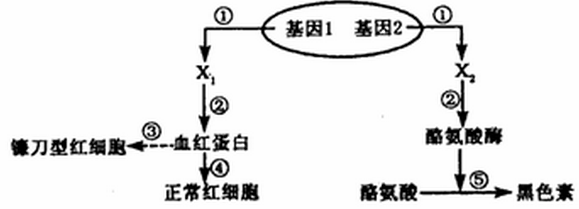 ① 基因1 基因2 ①
X₁ X₂
② ②
镰刀型红细胞 ③ 血红蛋白 酪氨酸酶
④ ⑤
正常红细胞 酪氨酸 黑色素